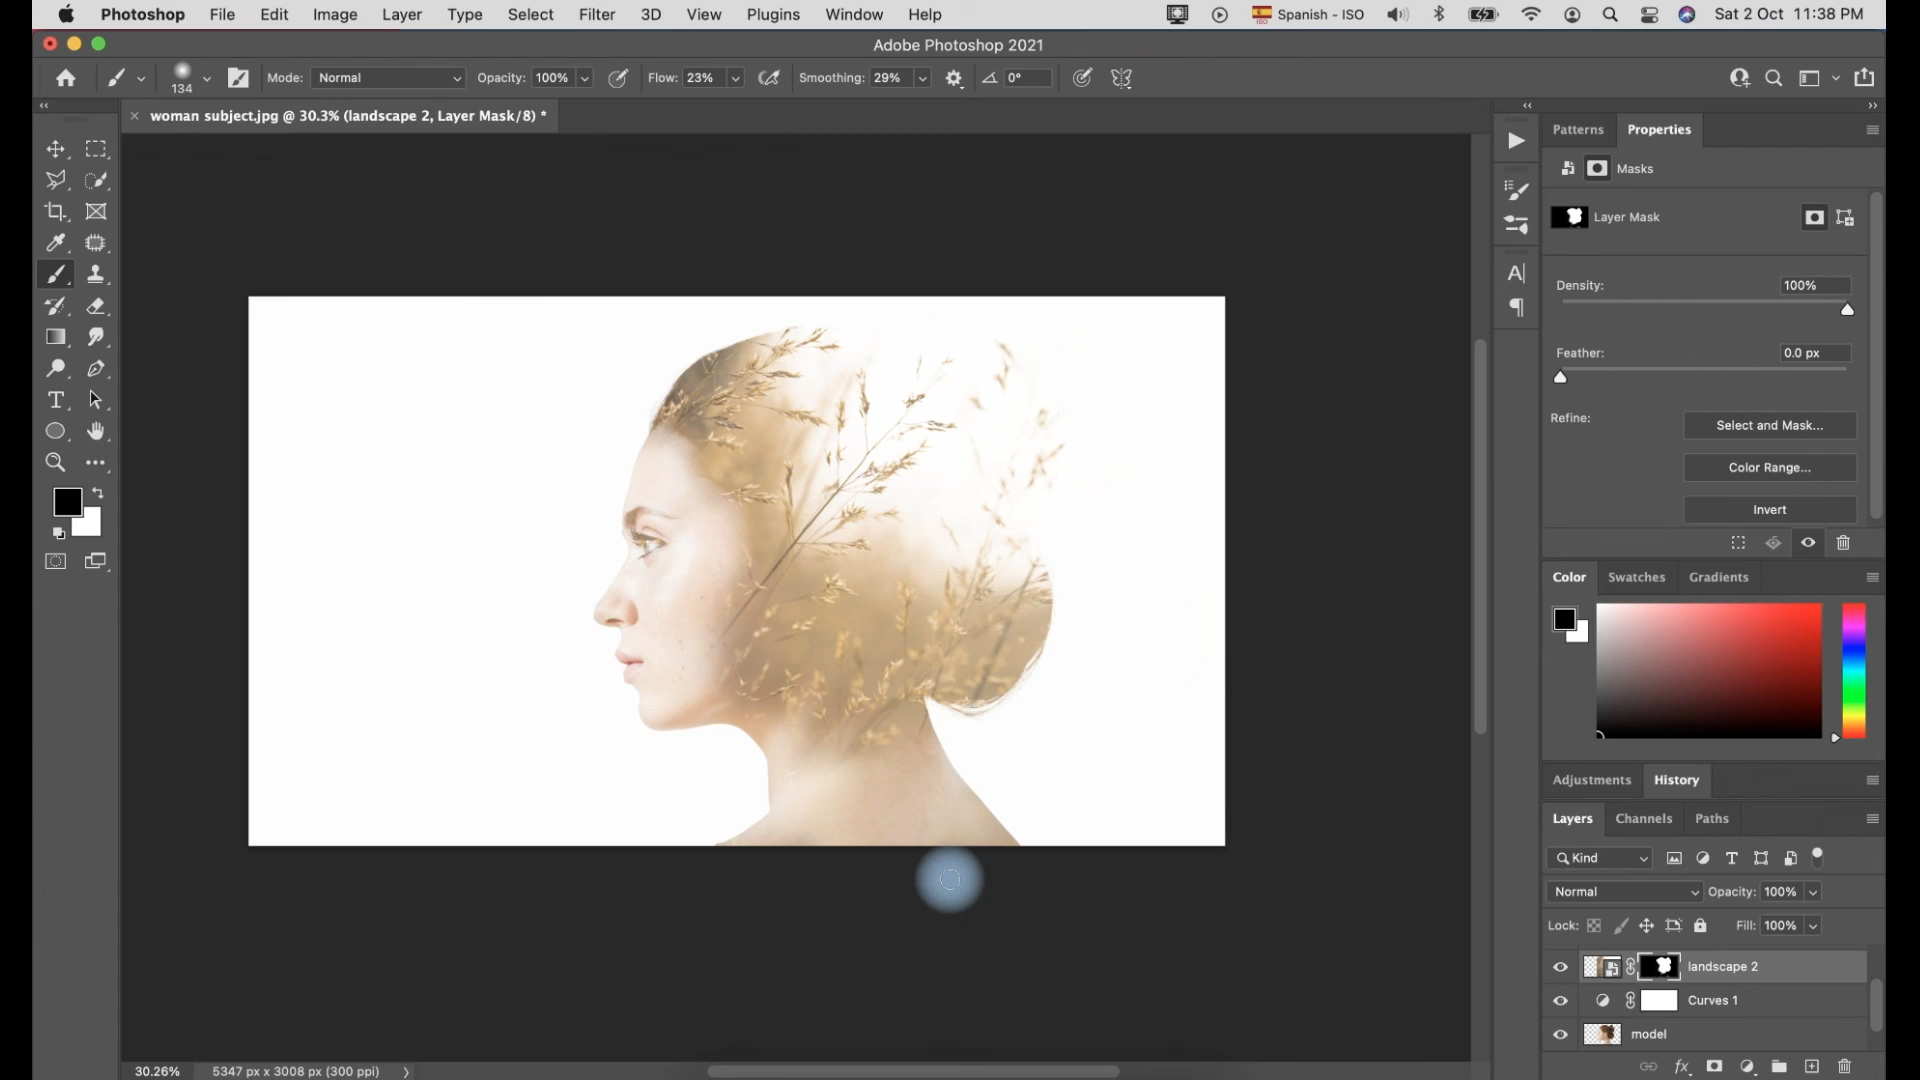 Photoshop File Edit Image Layer Type Select Filter 3D View Plugins Window Help Spanish - ISO Sat 2 Oct 11:38 PM
Adobe Photoshop 2021
134 Mode: Normal Opacity: 100% Flow: 23% Smoothing: 29% 0°
woman subject.jpg @ 30.3% (landscape 2, Layer Mask/8) *
Patterns Properties
Masks
Layer Mask
Density: 100%
Feather: 0.0 px
Refine:
Select and Mask...
Color Range...
Invert
Color Swatches Gradients
Adjustments History
Layers Channels Paths
Kind
Normal Opacity: 100%
Lock: Fill: 100%
landscape 2
Curves 1
model
fx
30.26% 5347 px x 3008 px (300 ppi)